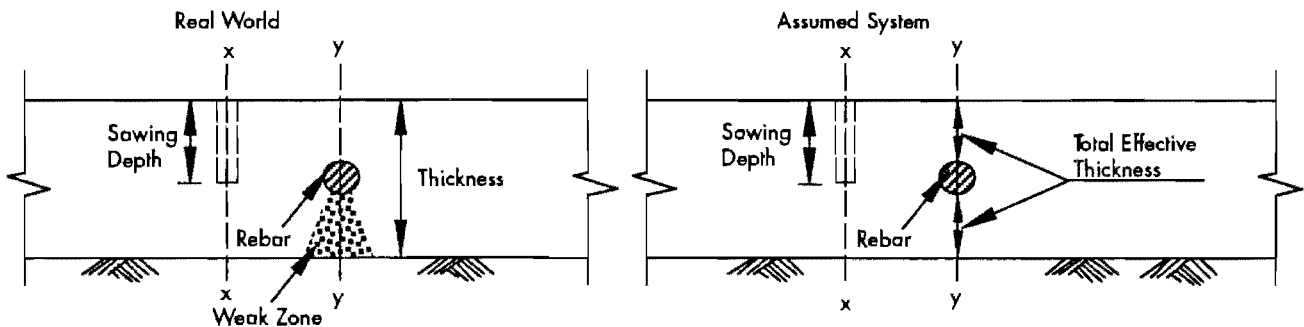 Real World
x
y
Sawing
Depth
Thickness
Rebar
x
y
Weak Zone
Assumed System
x
y
Sawing
Depth
Total Effective
Thickness
Rebar
x
y